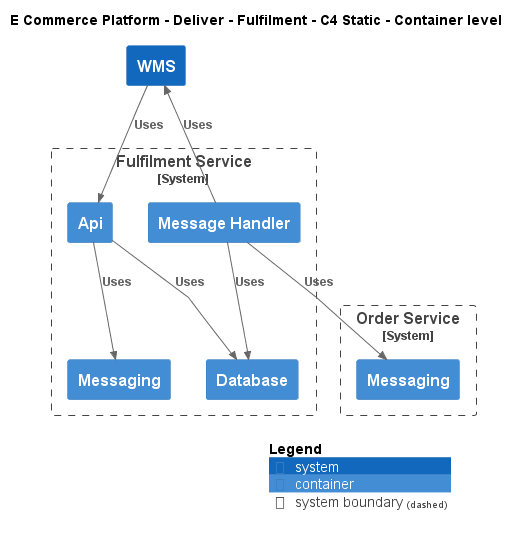 E Commerce Platform - Deliver - Fulfilment - C4 Static - Container level
WMS
Uses
Uses
Fulfilment Service
[System]
Api
Message Handler
Uses
Uses
Uses
Uses
Order Service
[System]
Messaging
Database
Messaging
Legend
system
container
system boundary (dashed)